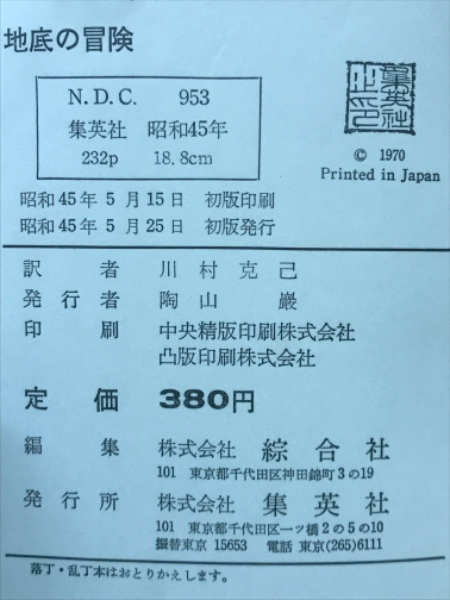 地底の冒険
N.D.C. 953
集英社 昭和45年
232p 18.8cm
集英社之印
© 1970
Printed in Japan
昭和45年5月15日 初版印刷
昭和45年5月25日 初版発行
訳者 川村克己
発行者 陶山巌
印刷 中央精版印刷株式会社
凸版印刷株式会社
定価 380円
編集 株式会社 綜合社
101 東京都千代田区神田錦町3の19
発行所 株式会社 集英社
101 東京都千代田区一ツ橋2の5の10
振替東京 15653 電話 東京(265)6111
落丁・乱丁本はおとりかえします。